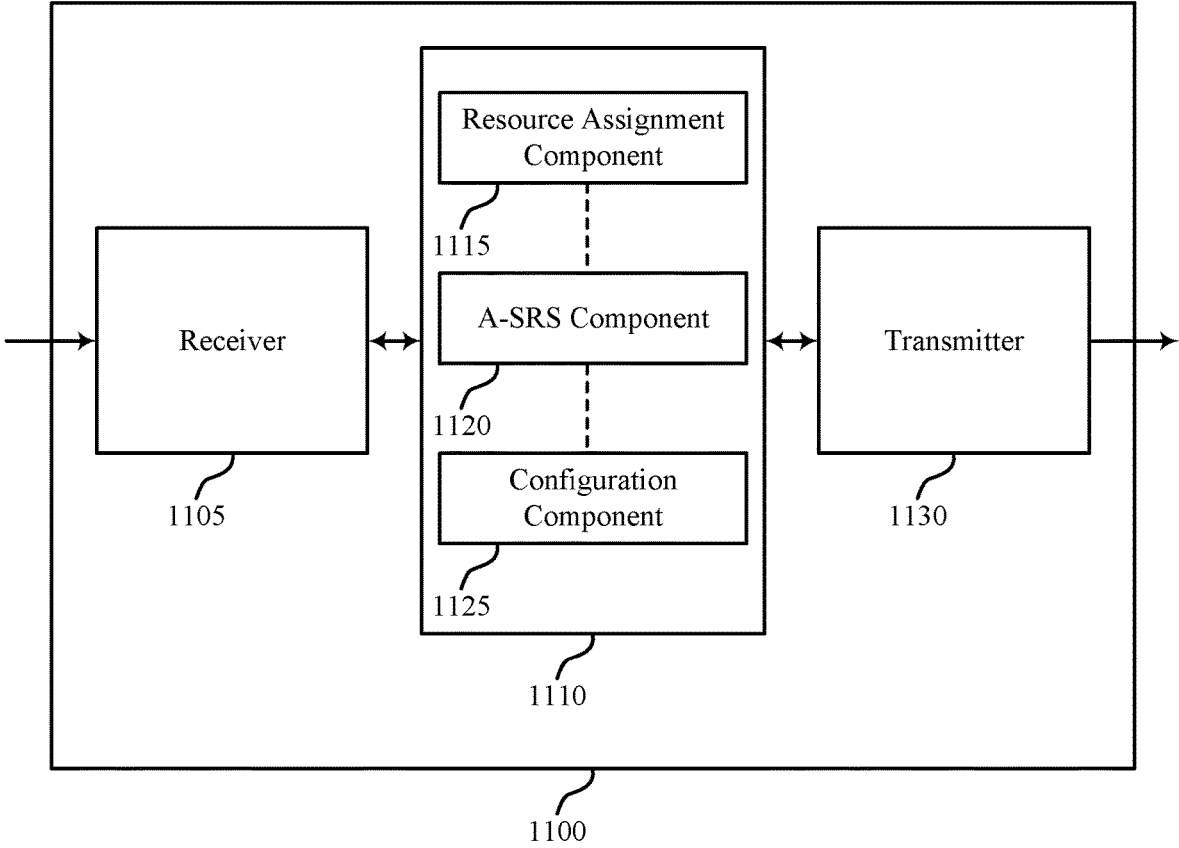 Resource Assignment
Component
1115
Receiver
A-SRS Component
Transmitter
1120
Configuration
Component
1105
1130
1125
1110
1100